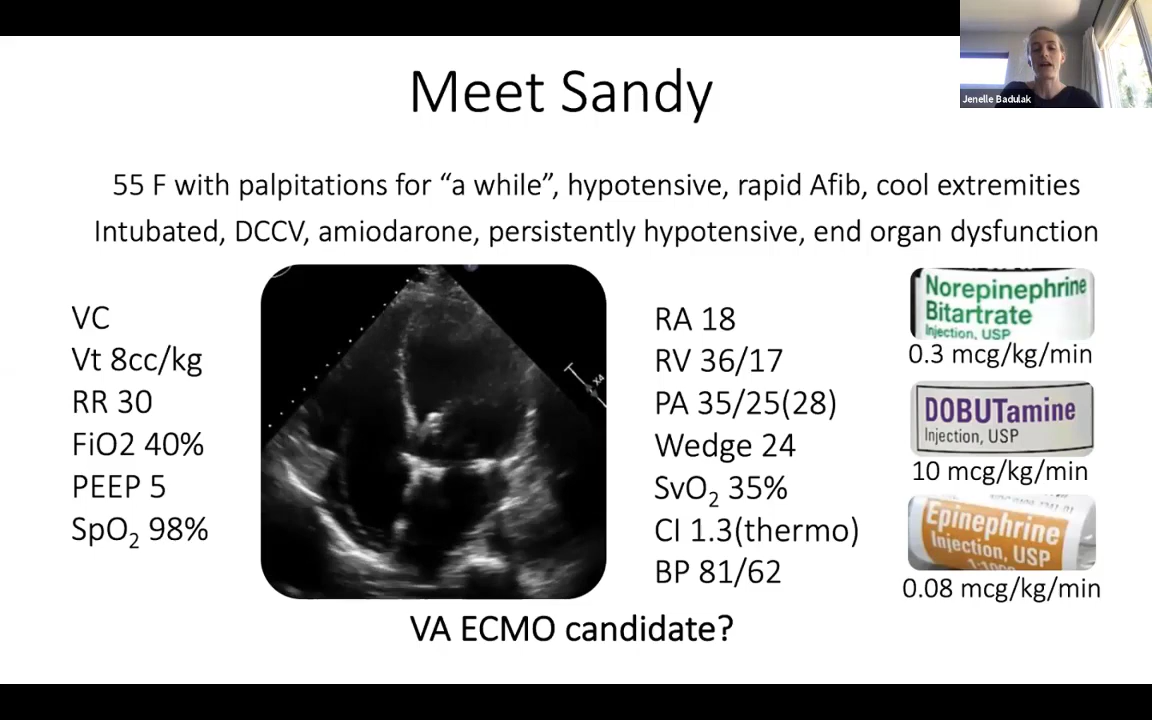 Jenelle Badulak
Meet Sandy
55 F with palpitations for “a while”, hypotensive, rapid Afib, cool extremities
Intubated, DCCV, amiodarone, persistently hypotensive, end organ dysfunction
VC
Vt 8cc/kg
RR 30
FiO2 40%
PEEP 5
SpO2 98%
X4
RA 18
RV 36/17
PA 35/25(28)
Wedge 24
SvO2 35%
CI 1.3(thermo)
BP 81/62
Norepinephrine
Bitartrate
Injection, USP
0.3 mcg/kg/min
DOBUTamine
Injection, USP
10 mcg/kg/min
Epinephrine
Injection, USP
0.08 mcg/kg/min
VA ECMO candidate?